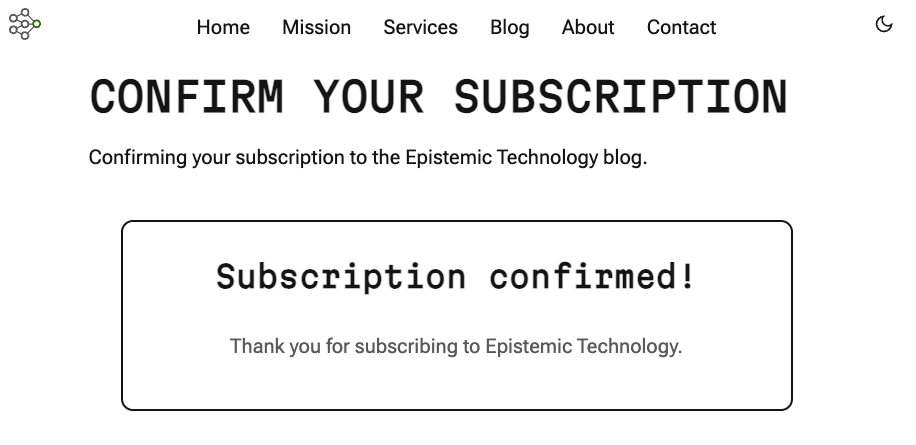 Home Mission Services Blog About Contact
CONFIRM YOUR SUBSCRIPTION
Confirming your subscription to the Epistemic Technology blog.
Subscription confirmed!
Thank you for subscribing to Epistemic Technology.